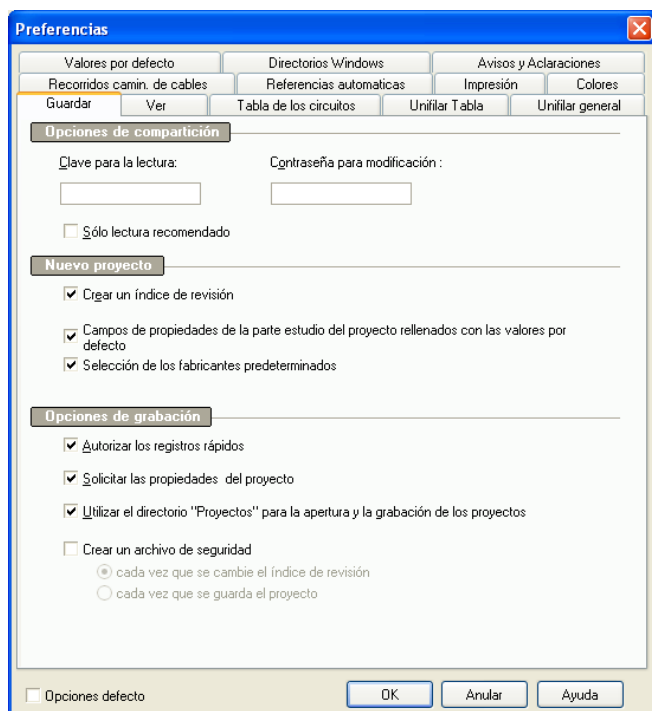 Preferencias
Valores por defecto
Directorios Windows
Avisos y Aclaraciones
Recorridos camin. de cables
Referencias automaticas
Impresión
Colores
Guardar
Ver
Tabla de los circuitos
Unifilar Tabla
Unifilar general
Opciones de compartición
Clave para la lectura:
Contraseña para modificación :
Sólo lectura recomendado
Nuevo proyecto
Crear un índice de revisión
Campos de propiedades de la parte estudio del proyecto rellenados con las valores por
defecto
Selección de los fabricantes predeterminados
Opciones de grabación
Autorizar los registros rápidos
Solicitar las propiedades del proyecto
Utilizar el directorio "Proyectos" para la apertura y la grabación de los proyectos
Crear un archivo de seguridad
cada vez que se cambie el índice de revisión
cada vez que se guarda el proyecto
Opciones defecto
OK
Anular
Ayuda